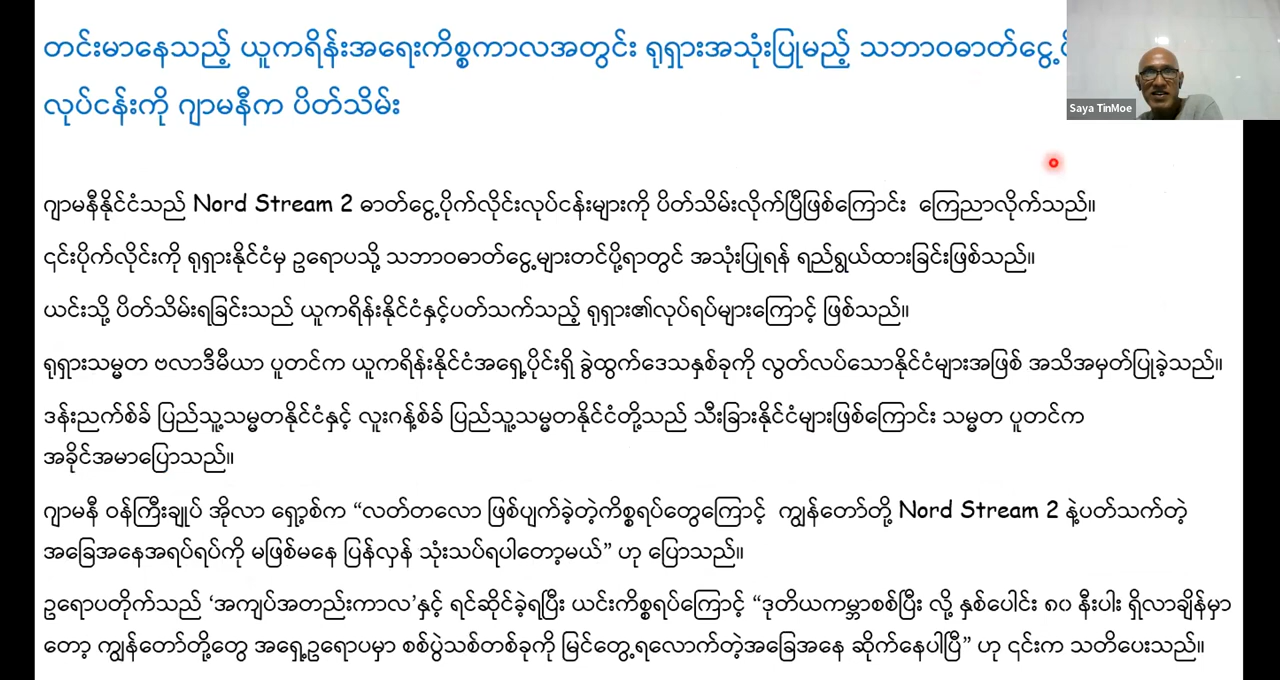 တင်းမာနေသည့် ယူကရိန်းအရေးကိစ္စကာလအတွင်း ရုရှားအသုံးပြုမည့် သဘာဝဓာတ်ငွေ့
လုပ်ငန်းကို ဂျာမနီက ပိတ်သိမ်း
Saya TinMoe
ဂျာမနီနိုင်ငံသည် Nord Stream 2 ဓာတ်ငွေ့ပိုက်လိုင်းလုပ်ငန်းများကို ပိတ်သိမ်းလိုက်ပြီဖြစ်ကြောင်း ကြေညာလိုက်သည်။
၎င်းပိုက်လိုင်းကို ရုရှားနိုင်ငံမှ ဥရောပသို့ သဘာဝဓာတ်ငွေ့များတင်ပို့ရာတွင် အသုံးပြုရန် ရည်ရွယ်ထားခြင်းဖြစ်သည်။
ယင်းသို့ ပိတ်သိမ်းရခြင်းသည် ယူကရိန်းနိုင်ငံနှင့်ပတ်သက်သည့် ရုရှား၏လုပ်ရပ်များကြောင့် ဖြစ်သည်။
ရုရှားသမ္မတ ဗလာဒီမီယာ ပူတင်က ယူကရိန်းနိုင်ငံအရှေ့ပိုင်းရှိ ခွဲထွက်ဒေသနှစ်ခုကို လွတ်လပ်သောနိုင်ငံများအဖြစ် အသိအမှတ်ပြုခဲ့သည်။
ဒန်းညက်စ်ခ် ပြည်သူ့သမ္မတနိုင်ငံနှင့် လူးဂန့်စ်ခ် ပြည်သူ့သမ္မတနိုင်ငံတို့သည် သီးခြားနိုင်ငံများဖြစ်ကြောင်း သမ္မတ ပူတင်က
အခိုင်အမာပြောသည်။
ဂျာမနီ ဝန်ကြီးချုပ် အိုလာ ရှော့စ်က “လတ်တလော ဖြစ်ပျက်ခဲ့တဲ့ကိစ္စရပ်တွေကြောင့် ကျွန်တော်တို့ Nord Stream 2 နဲ့ပတ်သက်တဲ့
အခြေအနေအရပ်ရပ်ကို မဖြစ်မနေ ပြန်လှန် သုံးသပ်ရပါတော့မယ်” ဟု ပြောသည်။
ဥရောပတိုက်သည် ‘အကျပ်အတည်းကာလ’နှင့် ရင်ဆိုင်ခဲ့ရပြီး ယင်းကိစ္စရပ်ကြောင့် “ဒုတိယကမ္ဘာစစ်ပြီး လို့ နှစ်ပေါင်း ၈၀ နီးပါး ရှိလာချိန်မှာ
တော့ ကျွန်တော်တို့တွေ အရှေ့ဥရောပမှာ စစ်ပွဲသစ်တစ်ခုကို မြင်တွေ့ရလောက်တဲ့အခြေအနေ ဆိုက်နေပါပြီ” ဟု ၎င်းက သတိပေးသည်။